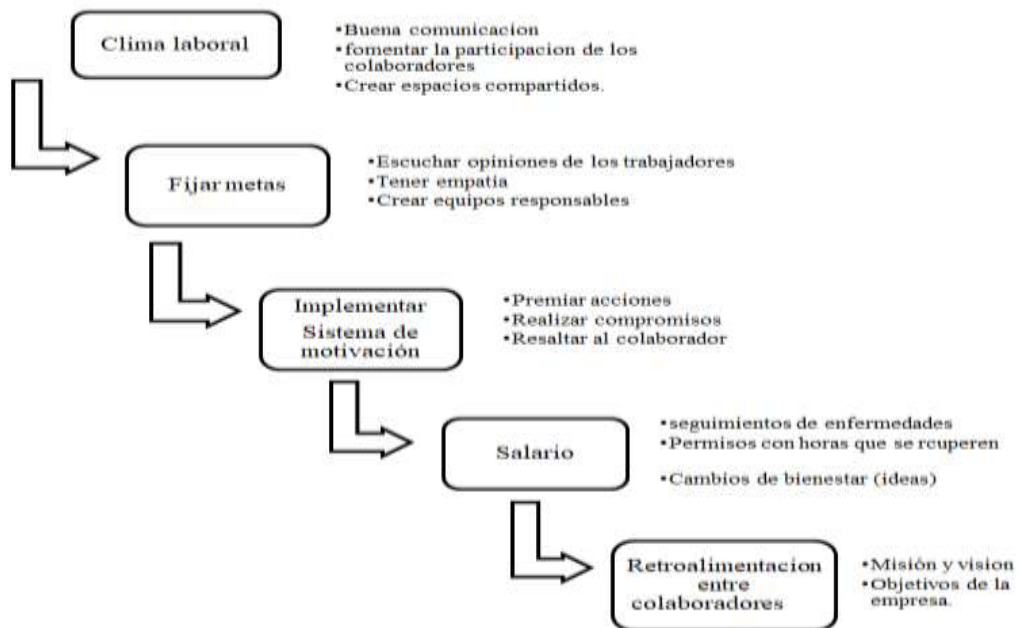 Clima laboral
•Buena comunicacion
•fomentar la participacion de los
colaboradores
•Crear espacios compartidos.
Fijar metas
•Escuchar opiniones de los trabajadores
•Tener empatia
•Crear equipos responsables
Implementar
Sistema de
motivación
•Premiar acciones
•Realizar compromisos
•Resaltar al colaborador
Salario
•seguimientos de enfermedades
•Permisos con horas que se rcuperen
•Cambios de bienestar (ideas)
Retroalimentacion
entre
colaboradores
•Misión y vision
•Objetivos de la
empresa.